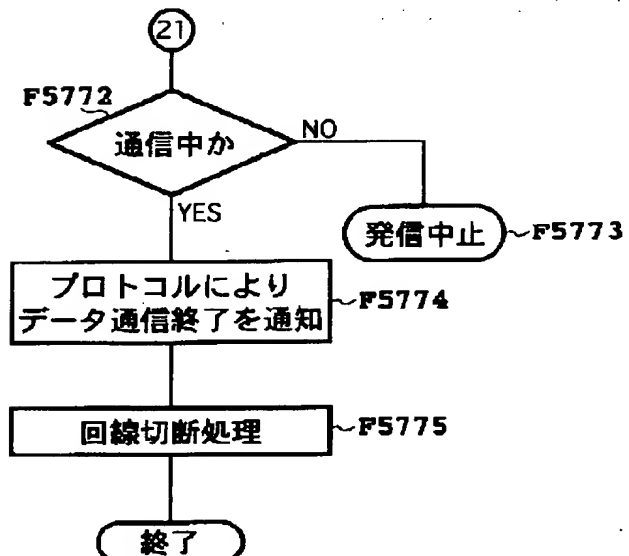 21
F5772
通信中か
NO
YES
発信中止
F5773
プロトコルにより
データ通信終了を通知
F5774
回線切断処理
F5775
終了